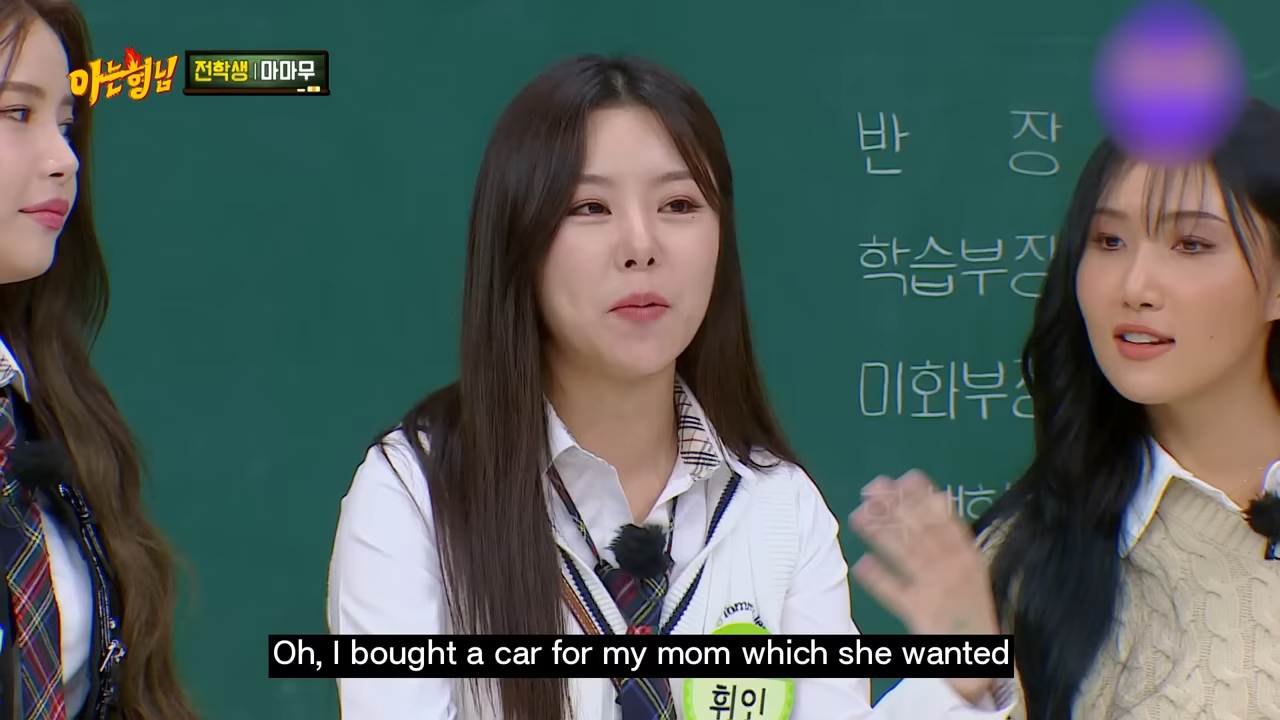 아는형님
전학생 | 마마무
반 장
학습부장
미화부장
휘인
Oh, I bought a car for my mom which she wanted